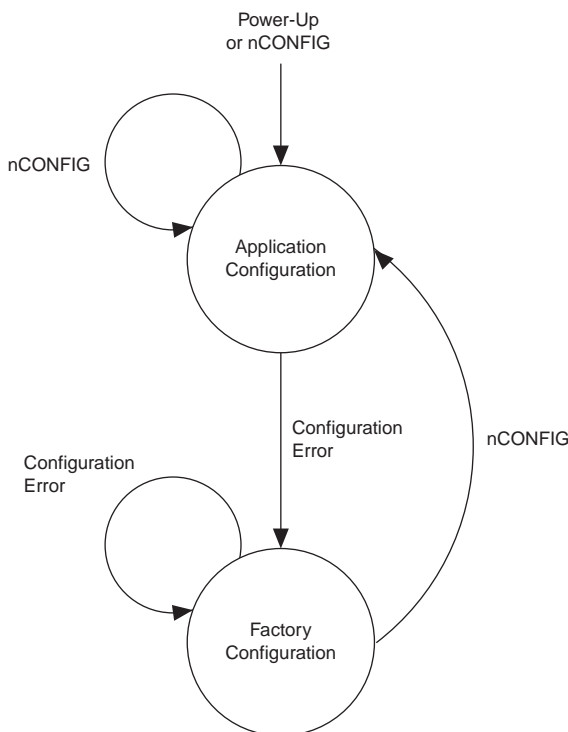 Power-Up
or nCONFIG
nCONFIG
Application
Configuration
Configuration
Error
nCONFIG
Configuration
Error
Factory
Configuration